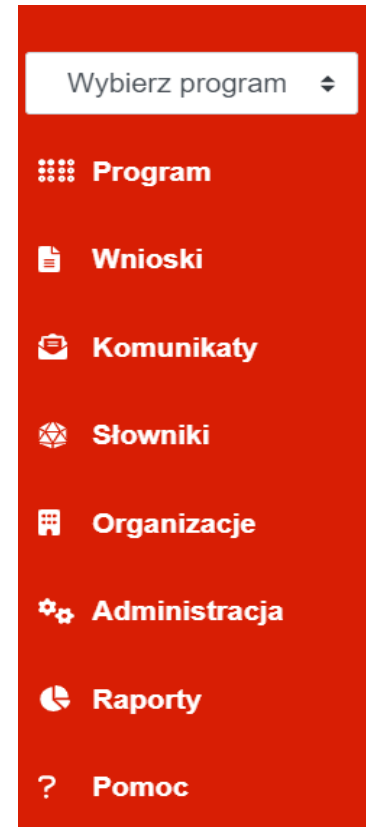 Wybierz program
Program
Wnioski
Komunikaty
Słowniki
Organizacje
Administracja
Raporty
? Pomoc